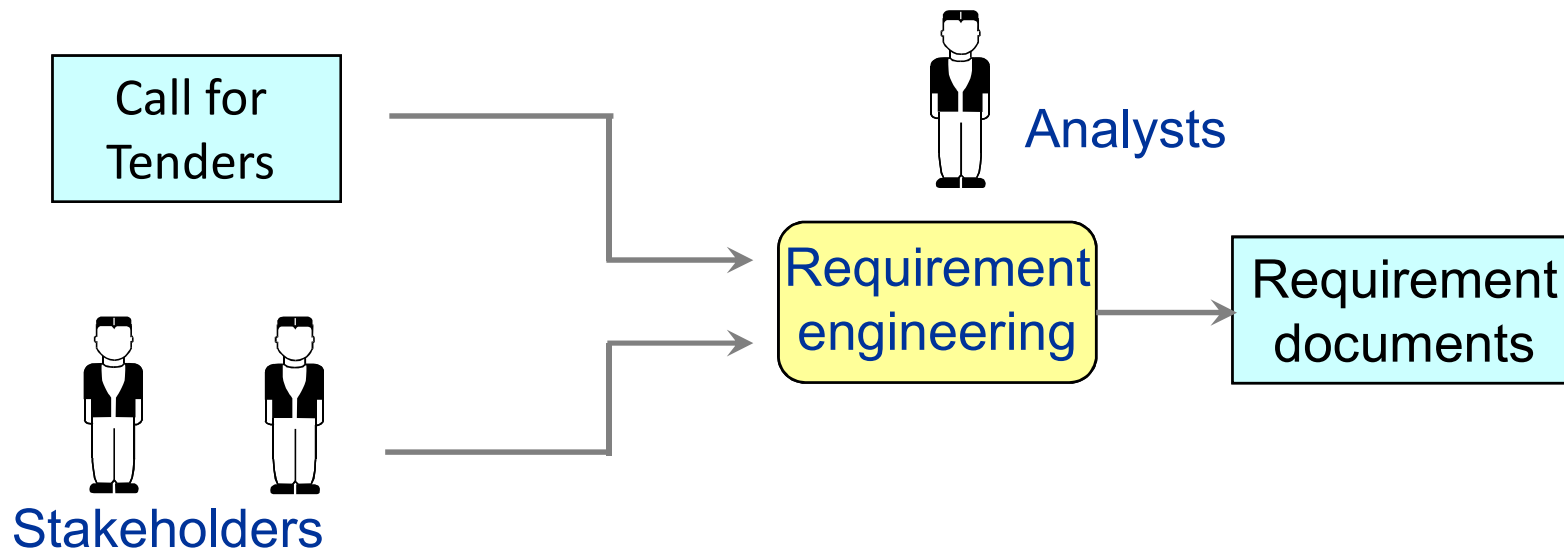 Call for
Tenders
Analysts
Requirement
engineering
Requirement
documents
Stakeholders